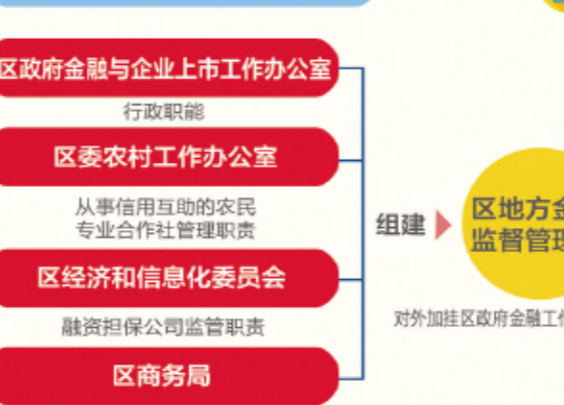 区政府金融与企业上市工作办公室
行政职能
区委农村工作办公室
从事信用互助的农民
专业合作社管理职责
区经济和信息化委员会
融资担保公司监管职责
区商务局
组建
区地方金
监督管理
对外加挂区政府金融工作